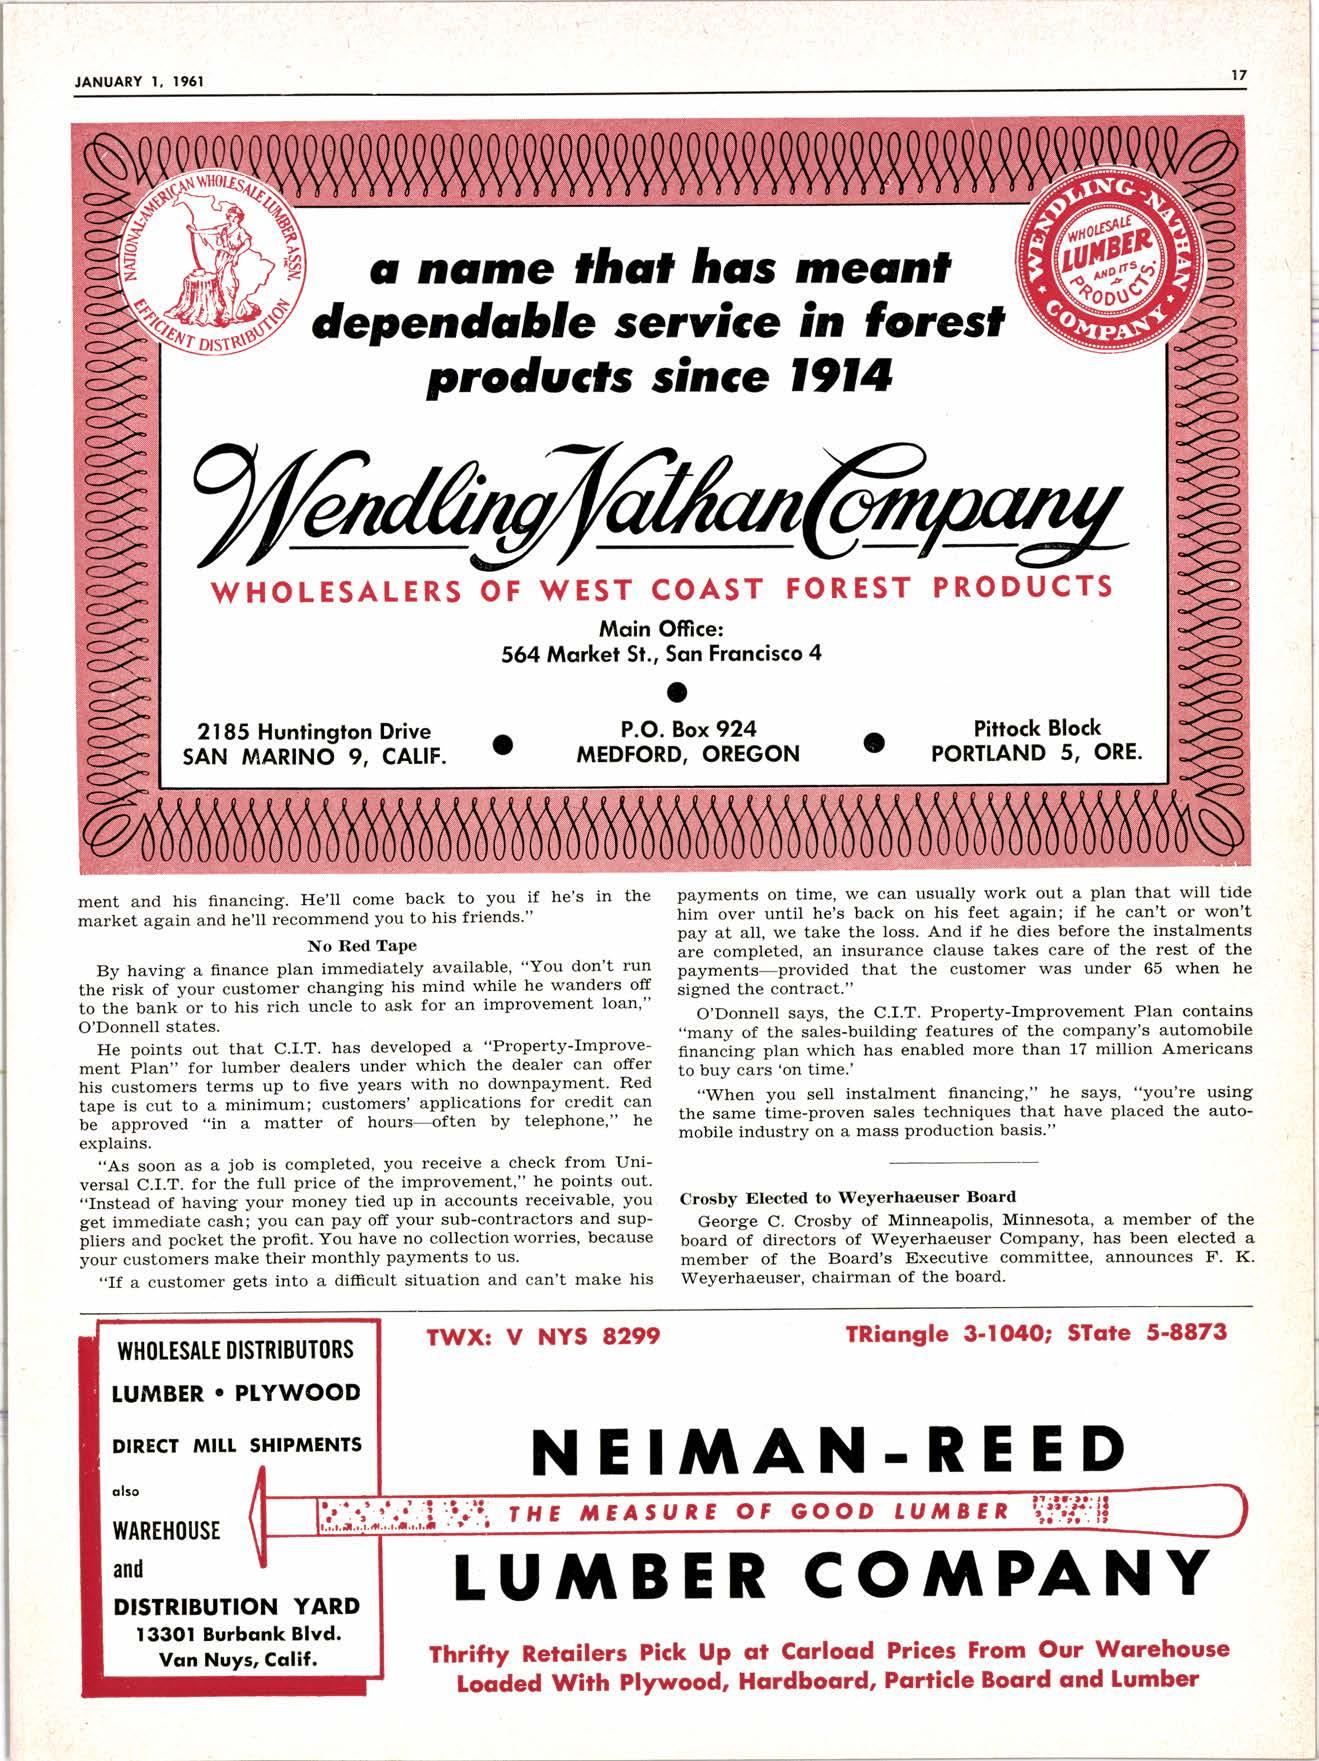 JANUARY 1, 1961
17
NATIONAL-AMERICAN WHOLESALE LUMBER ASSN. INC.
EFFICIENT DISTRIBUTION
WENDLING-NATHAN
COMPANY
WHOLESALE
LUMBER
AND ITS
PRODUCTS.
a name that has meant
dependable service in forest
products since 1914
Wendling Nathan Company
WHOLESALERS OF WEST COAST FOREST PRODUCTS
Main Office:
564 Market St., San Francisco 4
2185 Huntington Drive
SAN MARINO 9, CALIF.
P.O. Box 924
MEDFORD, OREGON
Pittock Block
PORTLAND 5, ORE.
ment and his financing. He'll come back to you if he's in the
market again and he'll recommend you to his friends."
No Red Tape
By having a finance plan immediately available, "You don't run
the risk of your customer changing his mind while he wanders off
to the bank or to his rich uncle to ask for an improvement loan,"
O'Donnell states.
He points out that C.I.T. has developed a "Property-Improve-
ment Plan" for lumber dealers under which the dealer can offer
his customers terms up to five years with no downpayment. Red
tape is cut to a minimum; customers' applications for credit can
be approved "in a matter of hours—often by telephone," he
explains.
"As soon as a job is completed, you receive a check from Uni-
versal C.I.T. for the full price of the improvement," he points out.
"Instead of having your money tied up in accounts receivable, you
get immediate cash; you can pay off your sub-contractors and sup-
pliers and pocket the profit. You have no collection worries, because
your customers make their monthly payments to us.
"If a customer gets into a difficult situation and can't make his
payments on time, we can usually work out a plan that will tide
him over until he's back on his feet again; if he can't or won't
pay at all, we take the loss. And if he dies before the instalments
are completed, an insurance clause takes care of the rest of the
payments—provided that the customer was under 65 when he
signed the contract."
O'Donnell says, the C.I.T. Property-Improvement Plan contains
"many of the sales-building features of the company's automobile
financing plan which has enabled more than 17 million Americans
to buy cars 'on time.'
"When you sell instalment financing," he says, "you're using
the same time-proven sales techniques that have placed the auto-
mobile industry on a mass production basis."
Crosby Elected to Weyerhaeuser Board
George C. Crosby of Minneapolis, Minnesota, a member of the
board of directors of Weyerhaeuser Company, has been elected a
member of the Board's Executive committee, announces F. K.
Weyerhaeuser, chairman of the board.
WHOLESALE DISTRIBUTORS
LUMBER • PLYWOOD
DIRECT MILL SHIPMENTS
also
WAREHOUSE
and
DISTRIBUTION YARD
13301 Burbank Blvd.
Van Nuys, Calif.
TWX: V NYS 8299
TRiangle 3-1040; STate 5-8873
NEIMAN-REED
THE MEASURE OF GOOD LUMBER
LUMBER COMPANY
Thrifty Retailers Pick Up at Carload Prices From Our Warehouse
Loaded With Plywood, Hardboard, Particle Board and Lumber